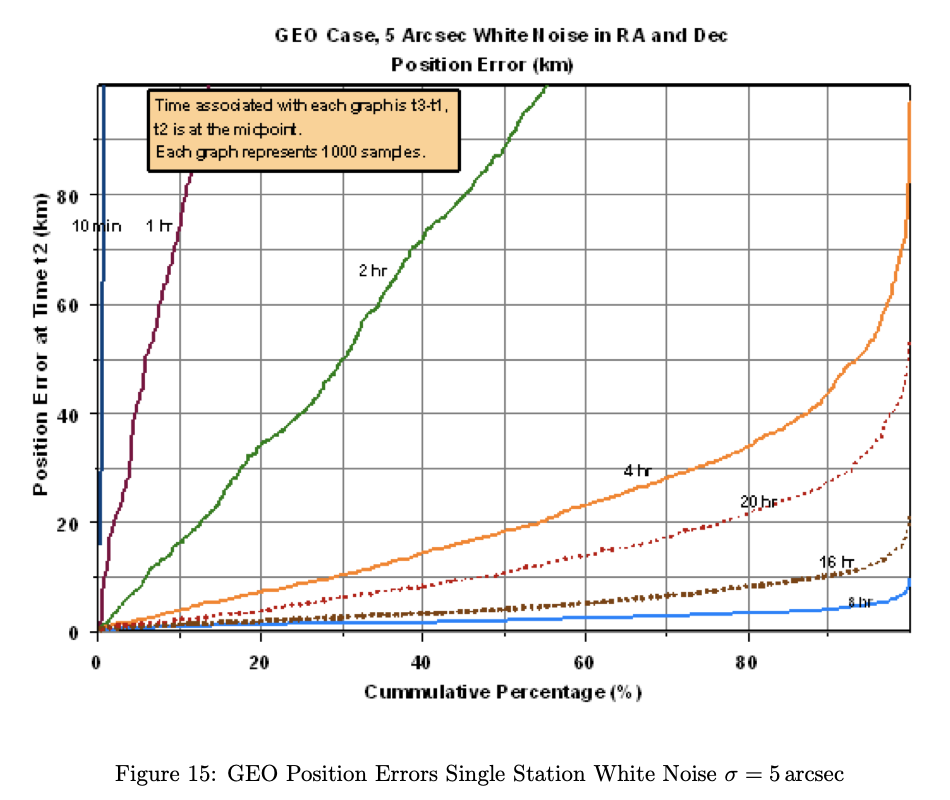 GEO Case, 5 Arcsec White Noise in RA and Dec
Position Error (km)
Time associated with each graph is t3-t1,
t2 is at the midpoint.
Each graph represents 1000 samples.
Position Error at Time t2 (km)
80
60
40
20
0
10 min
1 hr
2 hr
4 hr
20 hr
16 hr
8 hr
0 20 40 60 80
Cummulative Percentage (%)
Figure 15: GEO Position Errors Single Station White Noise σ = 5 arcsec